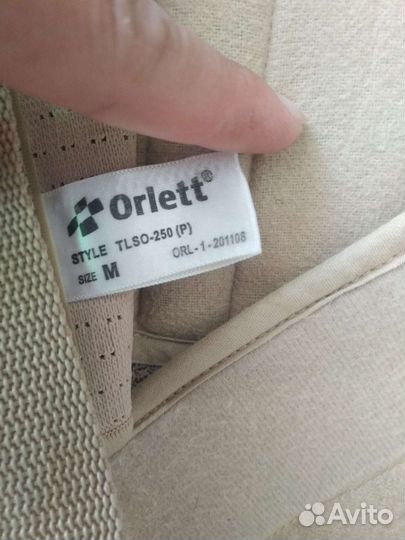 Orlett®
STYLE TLSO-250 (P)
ORL-1-201108
SIZE M
Avito